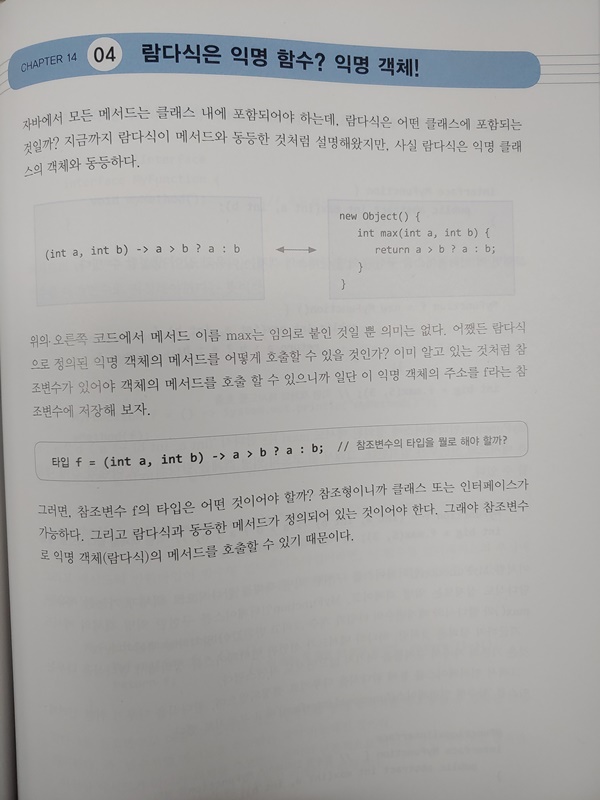 CHAPTER 14 04 람다식은 익명 함수? 익명 객체!
자바에서 모든 메서드는 클래스 내에 포함되어야 하는데, 람다식은 어떤 클래스에 포함되는
것일까? 지금까지 람다식이 메서드와 동등한 것처럼 설명해왔지만, 사실 람다식은 익명 클래
스의 객체와 동등하다.
(int a, int b) -> a > b ? a : b
new Object() {
int max(int a, int b) {
return a > b ? a : b;
}
}
위의 오른쪽 코드에서 메서드 이름 max는 임의로 붙인 것일 뿐 의미는 없다. 어쨌든 람다식
으로 정의된 익명 객체의 메서드를 어떻게 호출할 수 있을 것인가? 이미 알고 있는 것처럼 참
조변수가 있어야 객체의 메서드를 호출 할 수 있으니까 일단 이 익명 객체의 주소를 f라는 참
조변수에 저장해 보자.
타입 f = (int a, int b) -> a > b ? a : b; // 참조변수의 타입을 뭘로 해야 할까?
그러면, 참조변수 f의 타입은 어떤 것이어야 할까? 참조형이니까 클래스 또는 인터페이스가
가능하다. 그리고 람다식과 동등한 메서드가 정의되어 있는 것이어야 한다. 그래야 참조변수
로 익명 객체(람다식)의 메서드를 호출할 수 있기 때문이다.